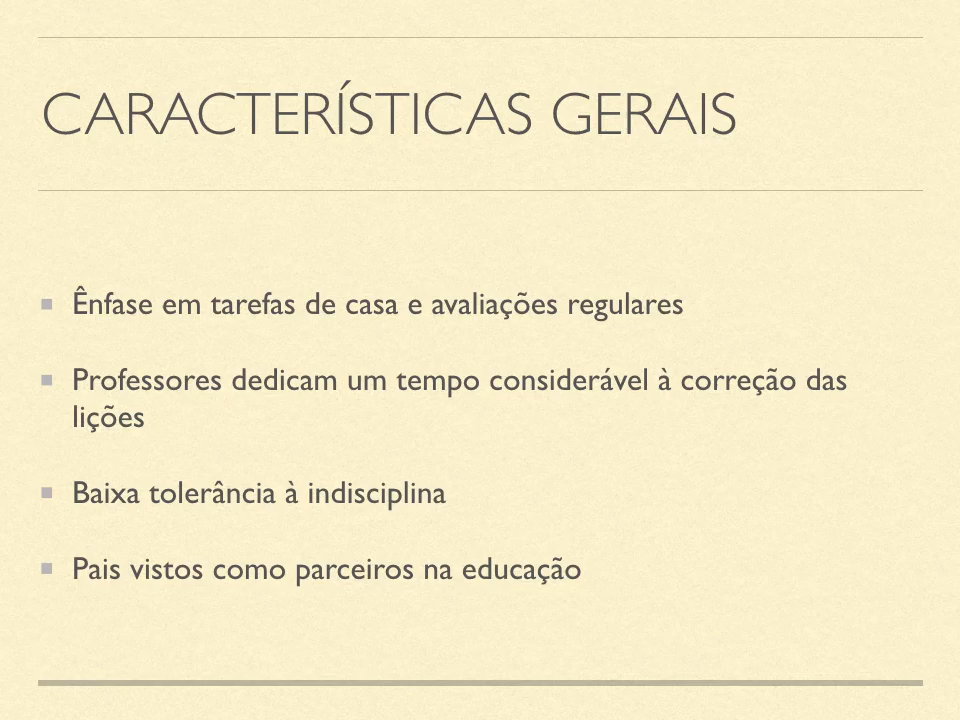 CARACTERÍSTICAS GERAIS
Ênfase em tarefas de casa e avaliações regulares
Professores dedicam um tempo considerável à correção das
lições
Baixa tolerância à indisciplina
Pais vistos como parceiros na educação